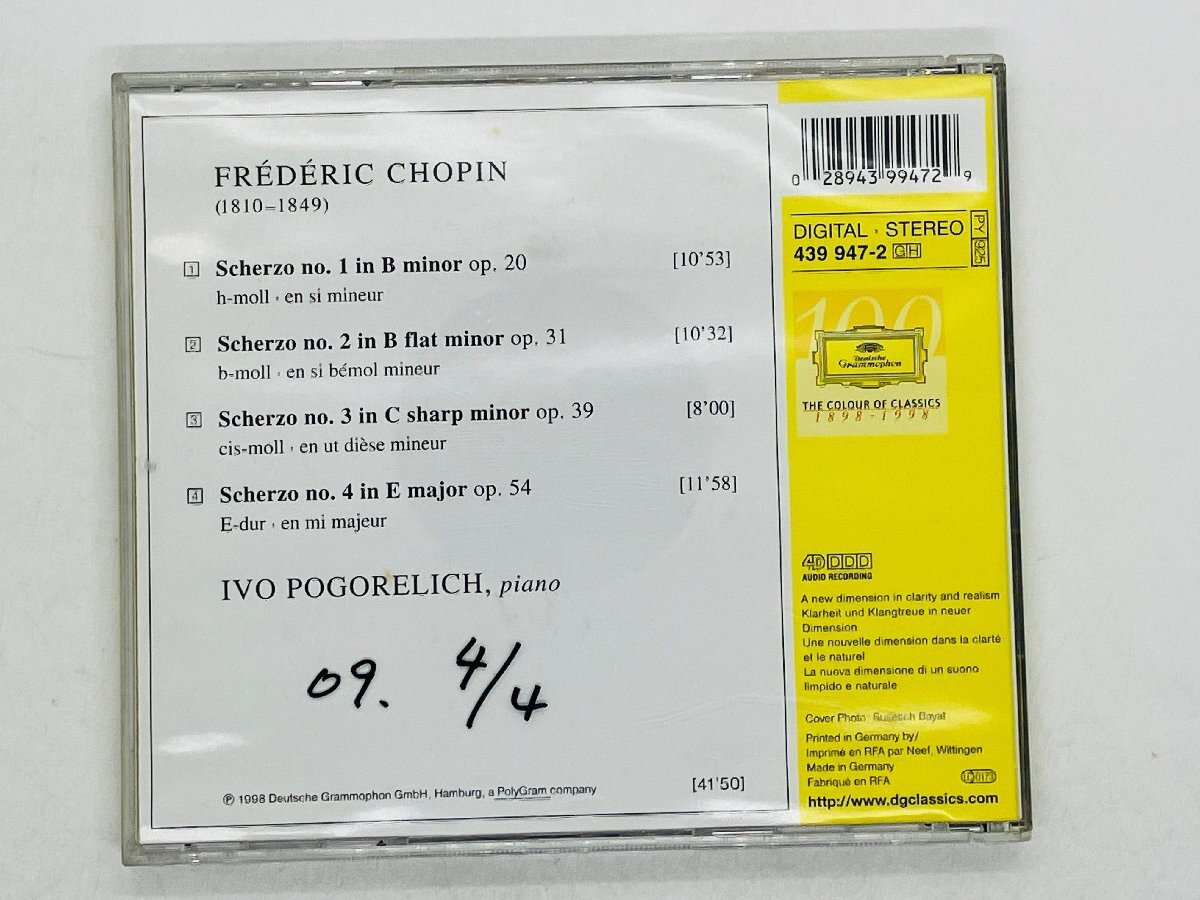 FRÉDÉRIC CHOPIN
(1810–1849)
1 Scherzo no. 1 in B minor op. 20 [10'53]
h-moll · en si mineur
2 Scherzo no. 2 in B flat minor op. 31 [10'32]
b-moll · en si bémol mineur
3 Scherzo no. 3 in C sharp minor op. 39 [8'00]
cis-moll · en ut dièse mineur
4 Scherzo no. 4 in E major op. 54 [11'58]
E-dur · en mi majeur
IVO POGORELICH, piano
09. 4/4
℗ 1998 Deutsche Grammophon GmbH, Hamburg, a PolyGram company [41'50]
0 28943 99472 9
DIGITAL · STEREO
439 947-2 GH
PY 925
100
Deutsche
Grammophon
THE COLOUR OF CLASSICS
1898-1998
4D DDD
AUDIO RECORDING
A new dimension in clarity and realism
Klarheit und Klangtreue in neuer
Dimension
Une nouvelle dimension dans la clarté
et le naturel
La nuova dimensione di un suono
limpido e naturale
Cover Photo: Bayat
Printed in Germany by/
Imprimé en RFA par Neef, Wittingen
Made in Germany
Fabriqué en RFA
http://www.dgclassics.com